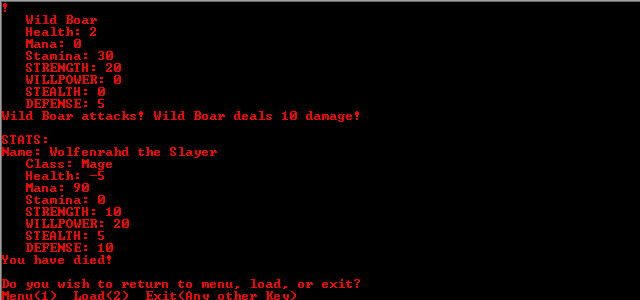 !
Wild Boar
Health: 2
Mana: 0
Stamina: 30
STRENGTH: 20
WILLPOWER: 0
STEALTH: 0
DEFENSE: 5
Wild Boar attacks! Wild Boar deals 10 damage!
STATS:
Name: Wolfenrahd the Slayer
Class: Mage
Health: -5
Mana: 90
Stamina: 0
STRENGTH: 10
WILLPOWER: 20
STEALTH: 5
DEFENSE: 10
You have died!
Do you wish to return to menu, load, or exit?
Menu(1)  Load(2)  Exit(Any other Key)